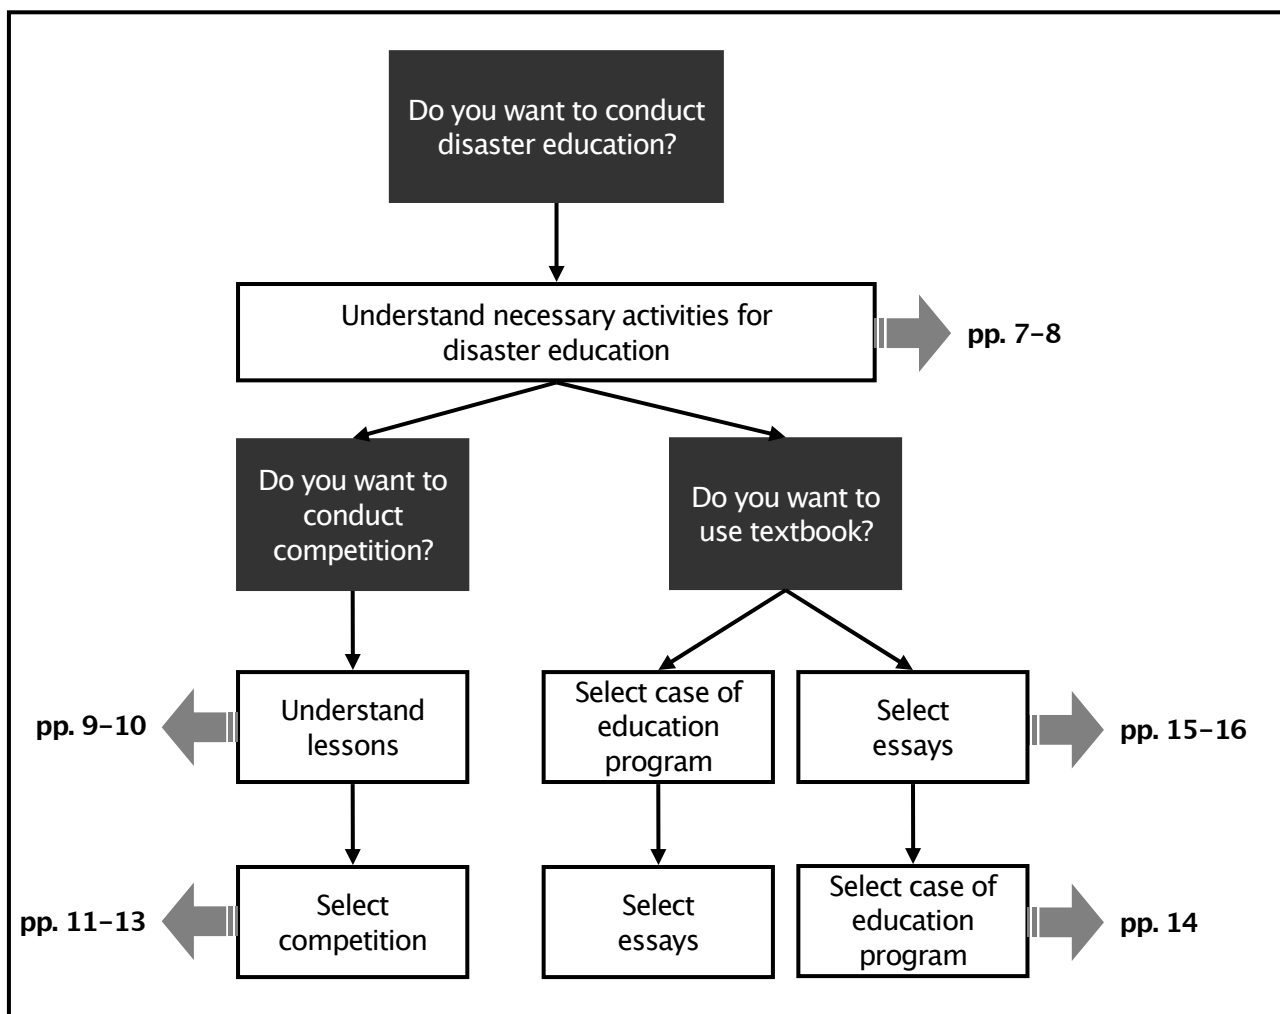 Do you want to conduct
disaster education?
Understand necessary activities for
disaster education
pp. 7–8
Do you want to
conduct
competition?
Do you want to
use textbook?
pp. 9–10
Understand
lessons
Select case of
education
program
Select
essays
pp. 15–16
pp. 11–13
Select
competition
Select
essays
Select case of
education
program
pp. 14